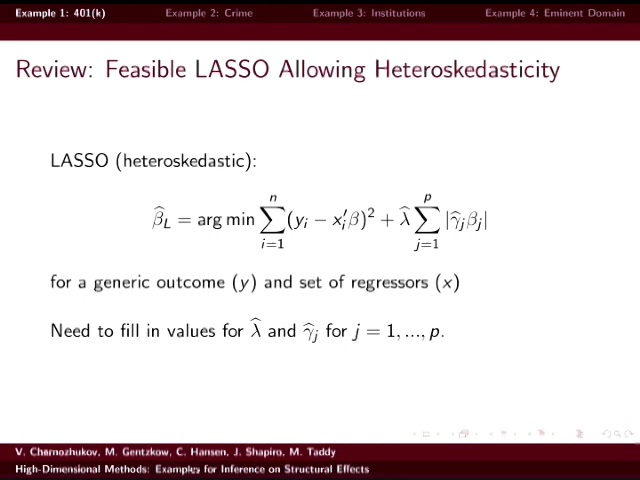 Example 1: 401(k) Example 2: Crime Example 3: Institutions Example 4: Eminent Domain
Review: Feasible LASSO Allowing Heteroskedasticity
LASSO (heteroskedastic):
β̂_L = arg min ∑_{i=1}^{n} (y_i − x_i′β)² + λ̂ ∑_{j=1}^{p} |γ̂_j β_j|
for a generic outcome (y) and set of regressors (x)
Need to fill in values for λ̂ and γ̂_j for j = 1, ..., p.
V. Chernozhukov, M. Gentzkow, C. Hansen, J. Shapiro, M. Taddy
High-Dimensional Methods: Examples for Inference on Structural Effects